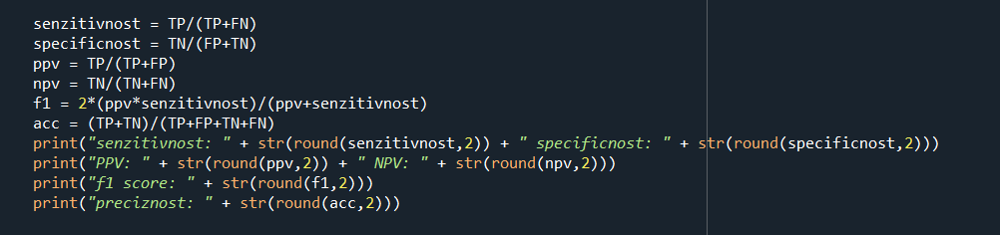 senzitivnost = TP/(TP+FN)
specificnost = TN/(FP+TN)
ppv = TP/(TP+FP)
npv = TN/(TN+FN)
f1 = 2*(ppv*senzitivnost)/(ppv+senzitivnost)
acc = (TP+TN)/(TP+FP+TN+FN)
print("senzitivnost: " + str(round(senzitivnost,2)) + " specificnost: " + str(round(specificnost,2)))
print("PPV: " + str(round(ppv,2)) + " NPV: " + str(round(npv,2)))
print("f1 score: " + str(round(f1,2)))
print("preciznost: " + str(round(acc,2)))